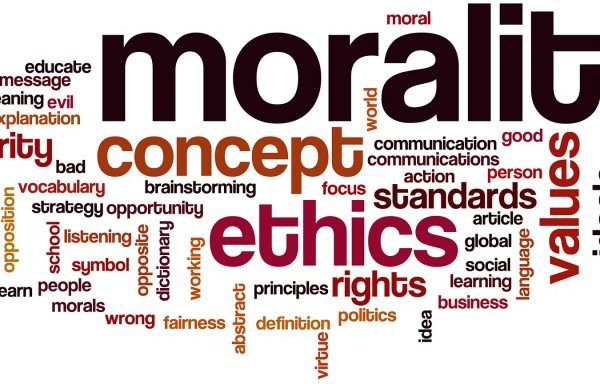 moral
moralit
educate
message
eaning
evil
xplanation
world
rity
concept
communication
good
communications
bad
action
person
vocabulary
brainstorming
focus
standards
values
opposition
strategy
opportunity
article
ethics
school
listening
opposite
dictionary
global
language
symbol
working
social
earn
people
principles
rights
learning
morals
business
wrong
fairness
abstract
definition
politics
idea
virtue